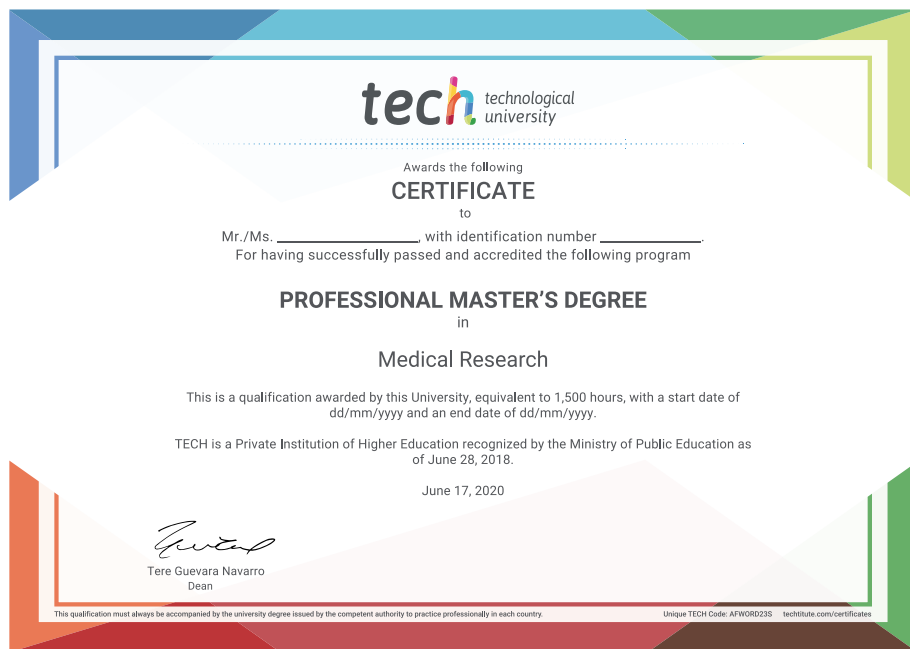 tech technological
university
Awards the following
CERTIFICATE
to
Mr./Ms. ____________________, with identification number ______________.
For having successfully passed and accredited the following program
PROFESSIONAL MASTER'S DEGREE
in
Medical Research
This is a qualification awarded by this University, equivalent to 1,500 hours, with a start date of
dd/mm/yyyy and an end date of dd/mm/yyyy.
TECH is a Private Institution of Higher Education recognized by the Ministry of Public Education as
of June 28, 2018.
June 17, 2020
Tere Guevara Navarro
Dean
This qualification must always be accompanied by the university degree issued by the competent authority to practice professionally in each country.
Unique TECH Code: AFWORD23S techtitute.com/certificates